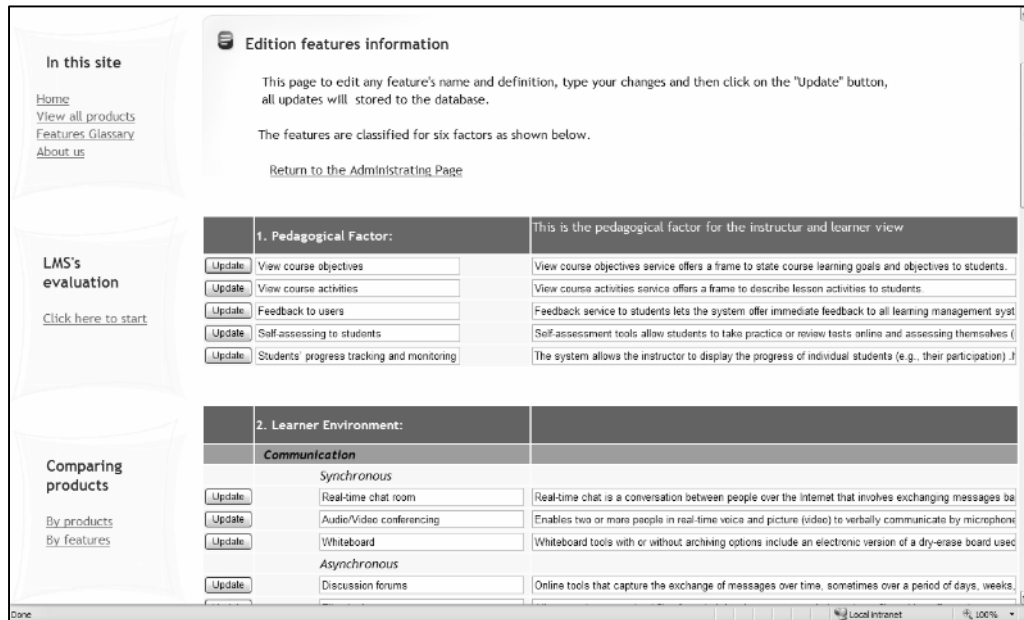 In this site
Home
View all products
Features Glassary
About us
LMS's
evaluation
Click here to start
Comparing
products
By products
By features
Edition features information
This page to edit any feature's name and definition, type your changes and then click on the "Update" button,
all updates will stored to the database.
The features are classified for six factors as shown below.
Return to the Administrating Page
1. Pedagogical Factor: This is the pedagogical factor for the instructur and learner view
Update View course objectives View course objectives service offers a frame to state course learning goals and objectives to students.
Update View course activities View course activities service offers a frame to describe lesson activities to students.
Update Feedback to users Feedback service to students lets the system offer immediate feedback to all learning management syst
Update Self-assessing to students Self-assessment tools allow students to take practice or review tests online and assessing themselves (
Update Students' progress tracking and monitoring The system allows the instructor to display the progress of individual students (e.g., their participation) .
2. Learner Environment:
Communication
Synchronous
Update Real-time chat room Real-time chat is a conversation between people over the Internet that involves exchanging messages ba
Update Audio/Video conferencing Enables two or more people in real-time voice and picture (video) to verbally communicate by microphone
Update Whiteboard Whiteboard tools with or without archiving options include an electronic version of a dry-erase board used
Asynchronous
Update Discussion forums Online tools that capture the exchange of messages over time, sometimes over a period of days, weeks,
Done Local intranet 100%